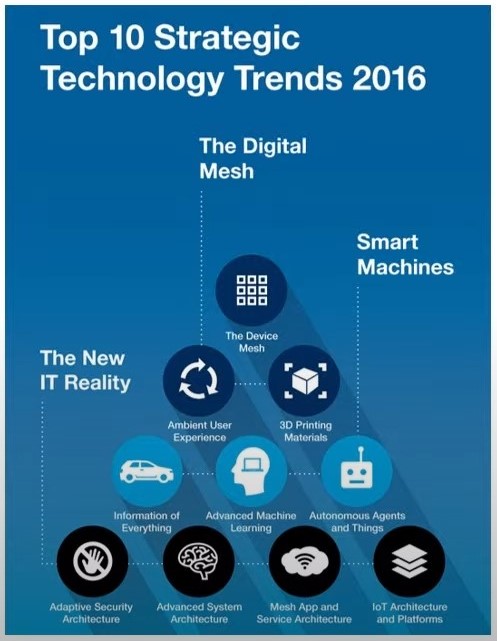 Top 10 Strategic
Technology Trends 2016
The Digital
Mesh
Smart
Machines
The Device
Mesh
The New
IT Reality
Ambient User
Experience
3D Printing
Materials
Information of
Everything
Advanced Machine
Learning
Autonomous Agents
and Things
Adaptive Security
Architecture
Advanced System
Architecture
Mesh App and
Service Architecture
IoT Architecture
and Platforms